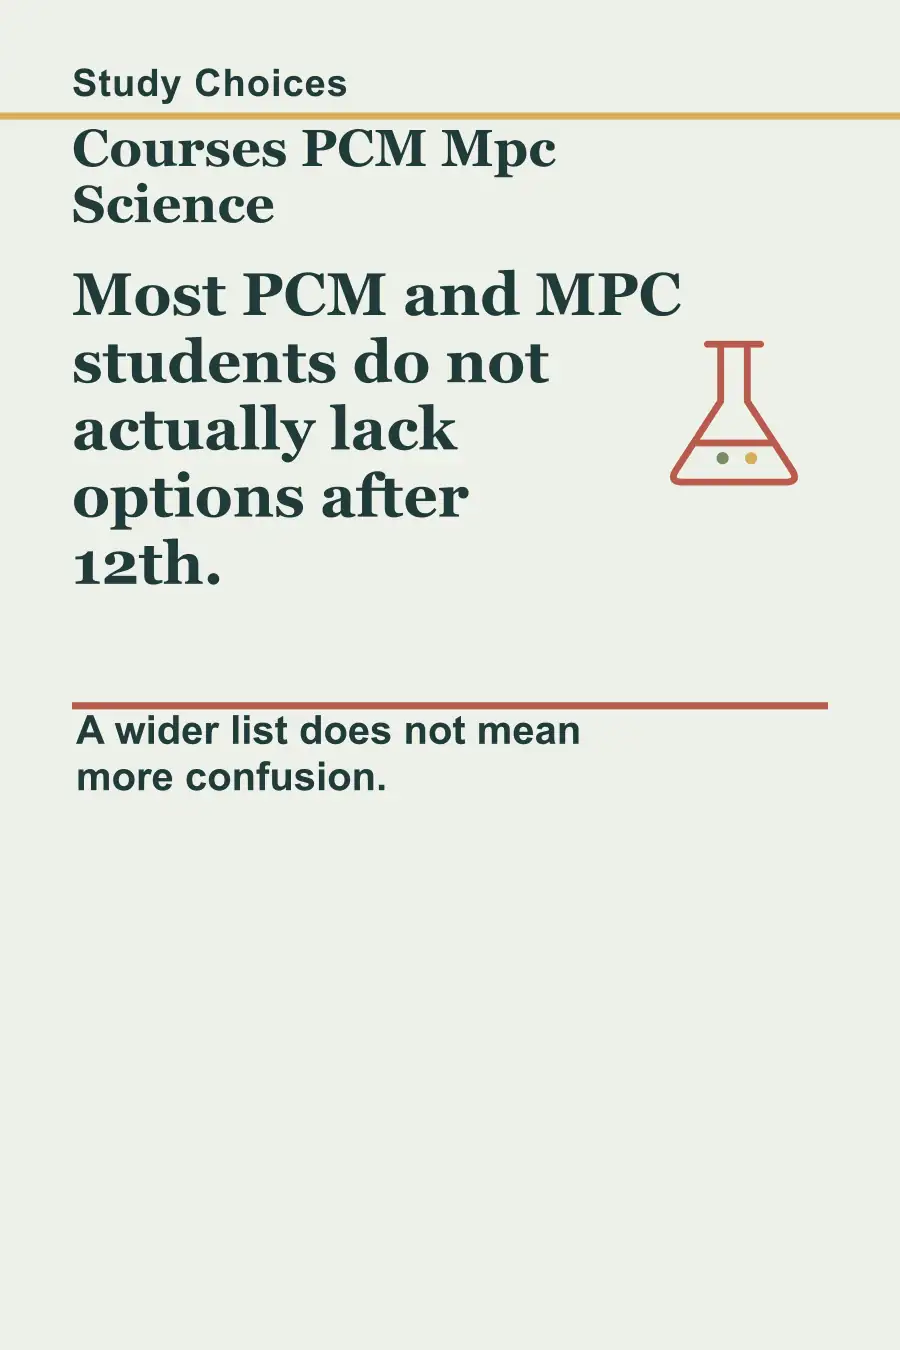 Study Choices
Courses PCM Mpc
Science
Most PCM and MPC
students do not
actually lack
options after
12th.
A wider list does not mean
more confusion.